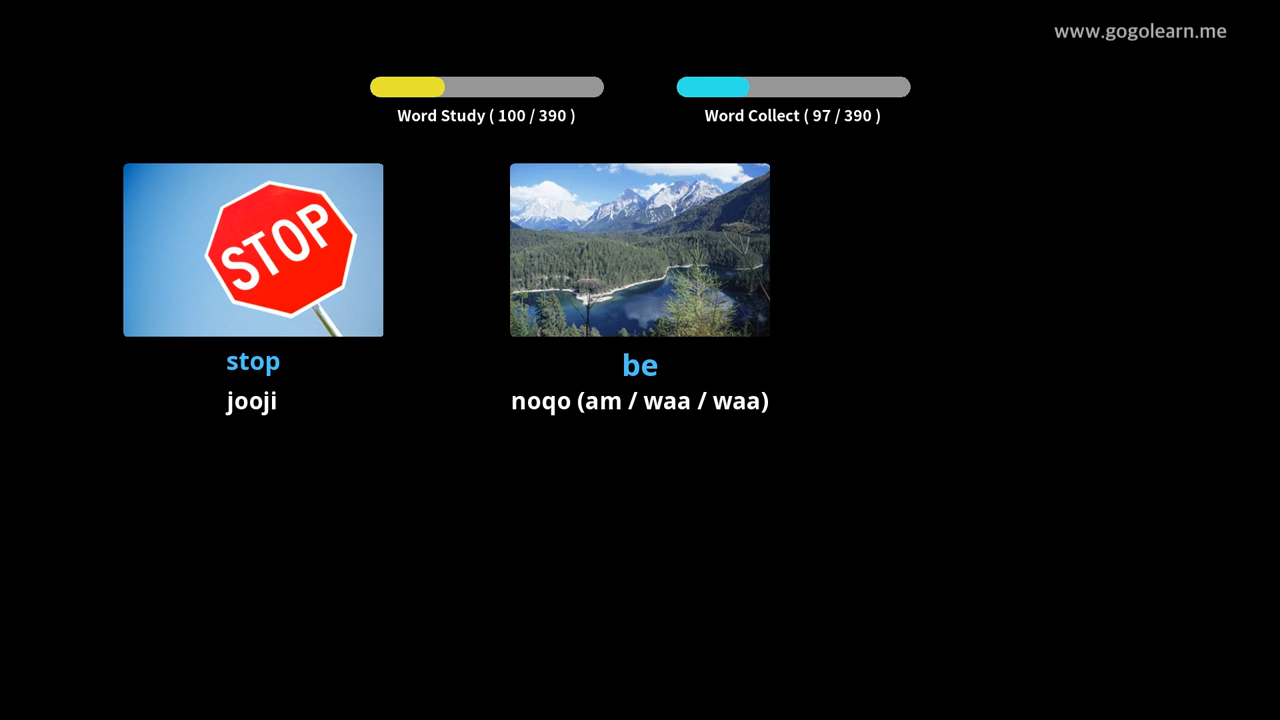 www.gogolearn.me
Word Study ( 100 / 390 )
Word Collect ( 97 / 390 )
STOP
stop
jooji
be
noqo (am / waa / waa)